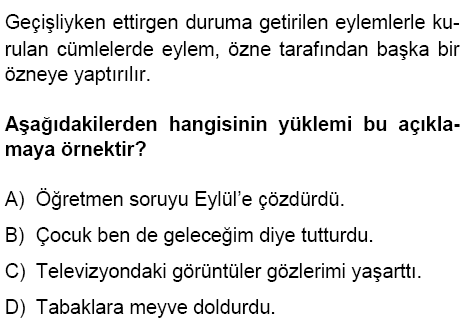 Geçişliyken ettirgen duruma getirilen eylemlerle ku-
rulan cümlelerde eylem, özne tarafından başka bir
özneye yaptırılır.
Aşağıdakilerden hangisinin yüklemi bu açıkla-
maya örnektir?
A) Öğretmen soruyu Eylül'e çözdürdü.
B) Çocuk ben de geleceğim diye tutturdu.
C) Televizyondaki görüntüler gözlerimi yaşarttı.
D) Tabaklara meyve doldurdu.